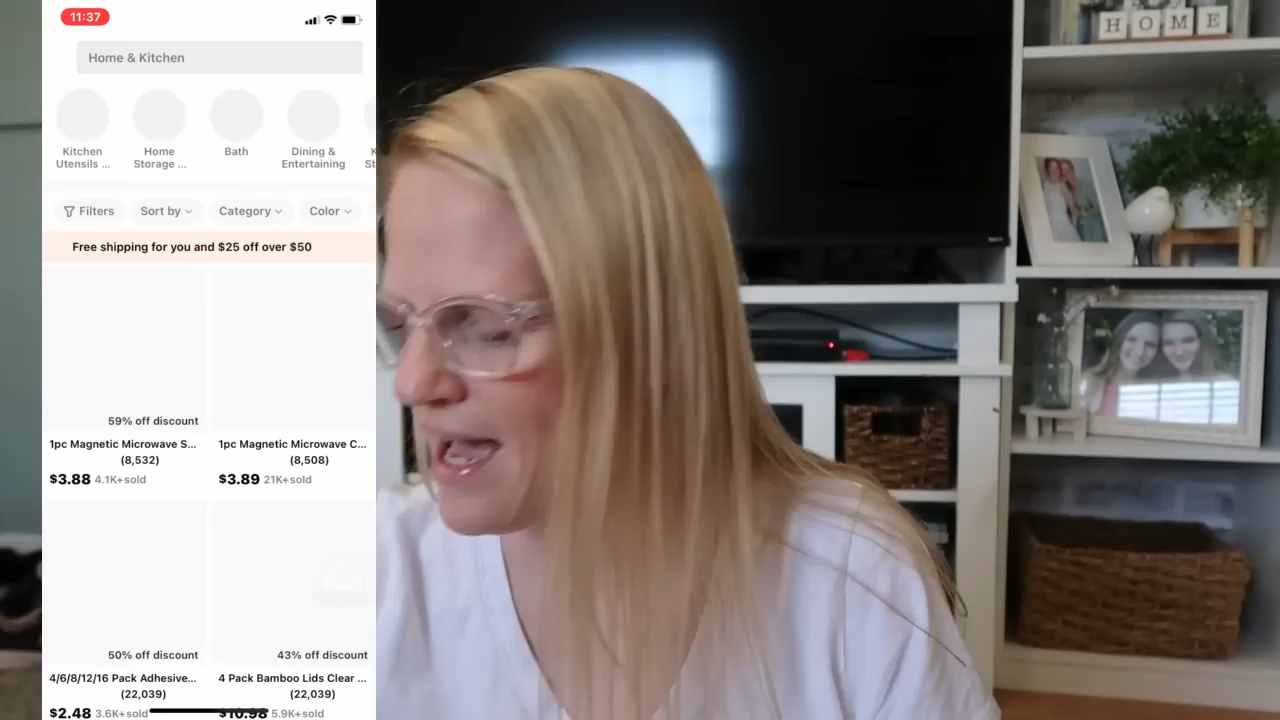 11:37
Home & Kitchen
Kitchen Utensils ...
Home Storage ...
Bath
Dining & Entertaining
Filters
Sort by
Category
Color
Free shipping for you and $25 off over $50
59% off discount
1pc Magnetic Microwave S...
(8,532)
$3.88 4.1K+sold
1pc Magnetic Microwave C...
(8,508)
$3.89 21K+sold
50% off discount
4/6/8/12/16 Pack Adhesive...
(22,039)
$2.48 3.6K+sold
43% off discount
4 Pack Bamboo Lids Clear ...
(22,039)
$10.98 5.9K+sold
HOME